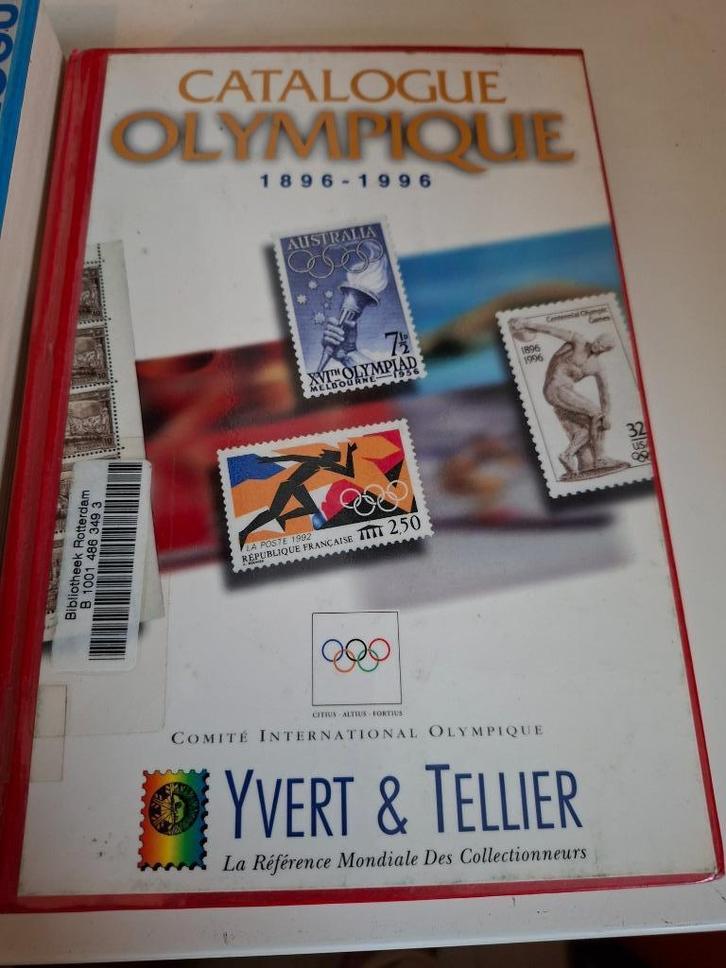 CATALOGUE
OLYMPIQUE
1896-1996
AUSTRALIA
7½
XVITH OLYMPIAD
MELBOURNE 1956
Centennial Olympic
Games
1896
1996
32
USA
LA POSTE 1992
RÉPUBLIQUE FRANÇAISE 2,50
Bibliotheek Rotterdam
B 1001 486 349 3
CITIUS · ALTIUS · FORTIUS
COMITÉ INTERNATIONAL OLYMPIQUE
YVERT & TELLIER
La Référence Mondiale Des Collectionneurs